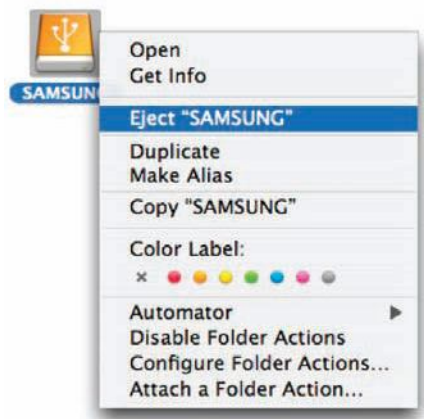 SAMSUNG
Open
Get Info
Eject “SAMSUNG”
Duplicate
Make Alias
Copy “SAMSUNG”
Color Label:
×
Automator ▶
Disable Folder Actions
Configure Folder Actions...
Attach a Folder Action...